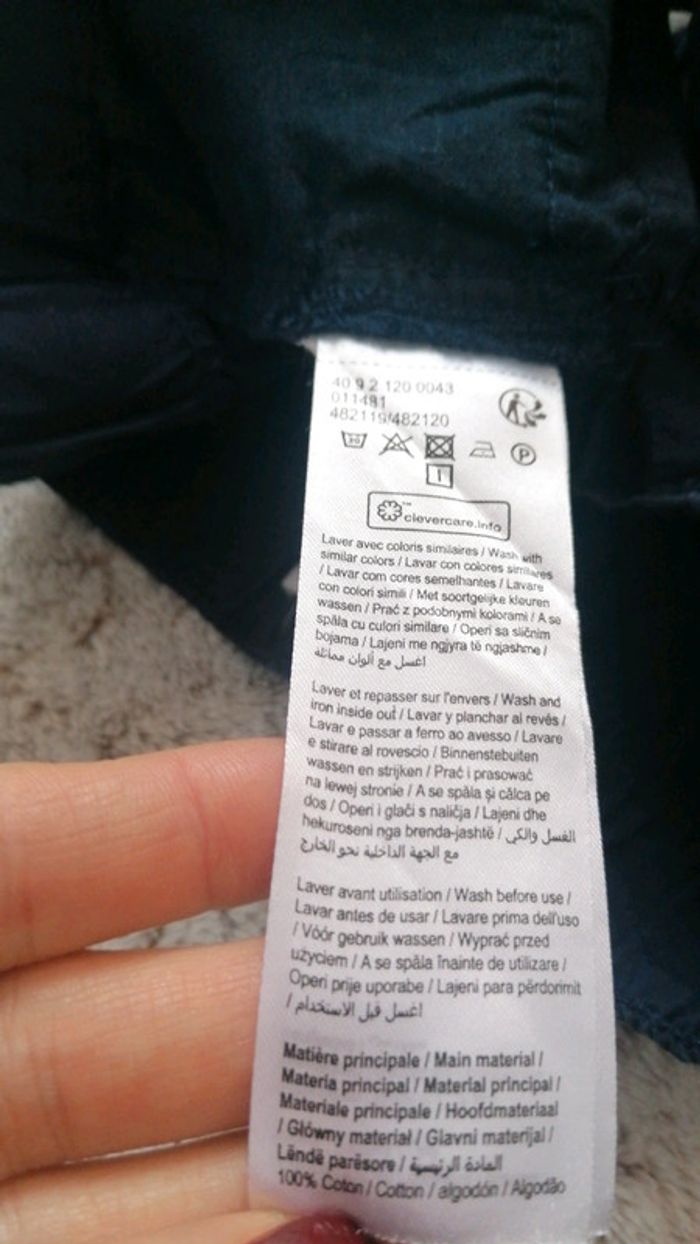 40 9 2 120 0043
011481
482119/482120
30
P
I
clevercare.info
Laver avec coloris similaires / Wash with
similar colors / Lavar con colores similares
/ Lavar com cores semelhantes / Lavare
con colori simili / Met soortgelijke kleuren
wassen / Prać z podobnymi kolorami / A se
spăla cu culori similare / Operi sa sličnim
bojama / Lajeni me ngjyra të ngjashme /
اغسل مع ألوان مماثلة
Laver et repasser sur l'envers / Wash and
iron inside out / Lavar y planchar al revés /
Lavar e passar a ferro ao avesso / Lavare
e stirare al rovescio / Binnenstebuiten
wassen en strijken / Prać i prasować
na lewej stronie / A se spăla și călca pe
dos / Operi i glači s naličja / Lajeni dhe
hekuroseni nga brenda-jashtë / الغسل والكي
مع الجهة الداخلية نحو الخارج
Laver avant utilisation / Wash before use /
Lavar antes de usar / Lavare prima dell'uso
/ Vóór gebruik wassen / Wyprać przed
użyciem / A se spăla înainte de utilizare /
Operi prije uporabe / Lajeni para përdorimit
/ اغسل قبل الاستخدام
Matière principale / Main material /
Materia principal / Material principal /
Materiale principale / Hoofdmateriaal
/ Główny materiał / Glavni materijal /
Lëndë parësore / المادة الرئيسية
100% Coton / Cotton / algodón / Algodão